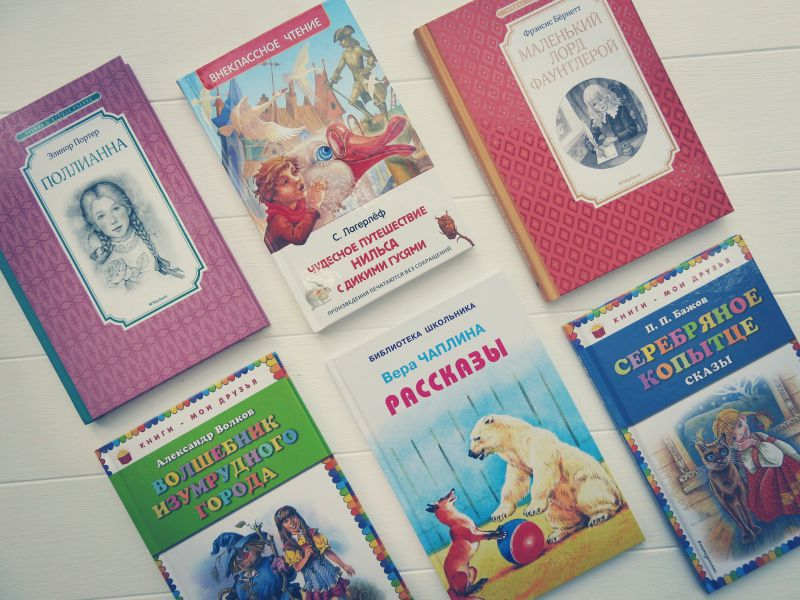 Элинор Портер
ПОЛЛИАННА
ВНЕКЛАССНОЕ ЧТЕНИЕ
С. Лагерлёф
ЧУДЕСНОЕ ПУТЕШЕСТВИЕ
НИЛЬСА
С ДИКИМИ ГУСЯМИ
ПРОИЗВЕДЕНИЯ ПЕЧАТАЮТСЯ БЕЗ СОКРАЩЕНИЙ
Фрэнсис Бёрнетт
МАЛЕНЬКИЙ
ЛОРД
ФАУНТЛЕРОЙ
КНИГИ - МОИ ДРУЗЬЯ
Александр Волков
ВОЛШЕБНИК
ИЗУМРУДНОГО
ГОРОДА
БИБЛИОТЕКА ШКОЛЬНИКА
Вера ЧАПЛИНА
РАССКАЗЫ
КНИГИ - МОИ ДРУЗЬЯ
П. П. Бажов
СЕРЕБРЯНОЕ
КОПЫТЦЕ
СКАЗЫ